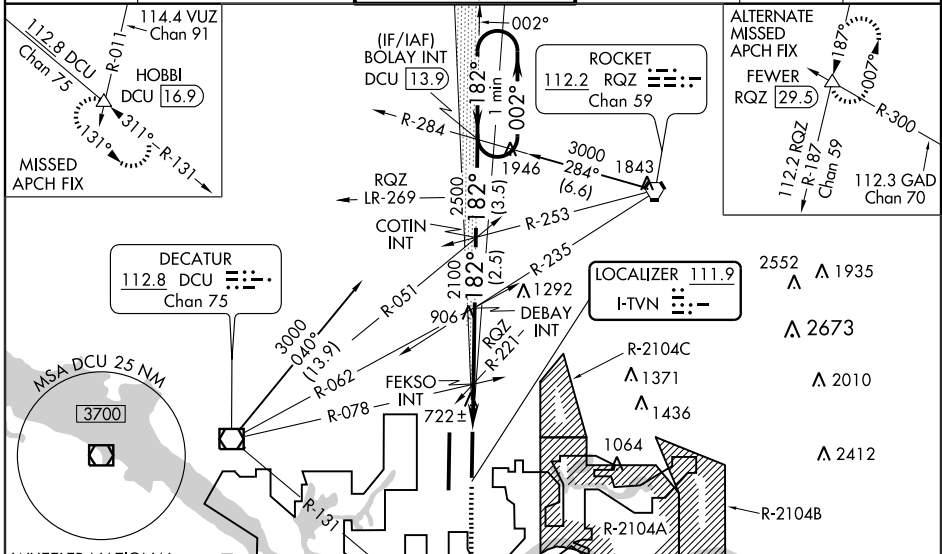 114.4 VUZ
Chan 91
R-011
112.8 DCU
Chan 75
HOBBI
DCU 16.9
131°
311°
R-131
MISSED
APCH FIX
(IF/IAF)
BOLAY INT
DCU 13.9
002°
182°
1 min
002°
R-284
1946
3000
284°
(6.6)
1843
ROCKET
112.2 RQZ
Chan 59
ALTERNATE
MISSED
APCH FIX
187°
007°
FEWER
RQZ 29.5
R-300
112.2 RQZ
R-187
Chan 59
112.3 GAD
Chan 70
RQZ
LR-269
2500
182°
(3.5)
COTIN
INT
R-253
R-235
DECATUR
112.8 DCU
Chan 75
R-051
2100
182°
(2.5)
1292
906
DEBAY
INT
LOCALIZER 111.9
I-TVN
2552
1935
2673
3000
040°
(13.9)
R-062
RQZ
R-221
R-2104C
1371
2010
MSA DCU 25 NM
3700
FEKSO
INT
R-078
722±
1436
1064
2412
R-131
R-2104A
R-2104B